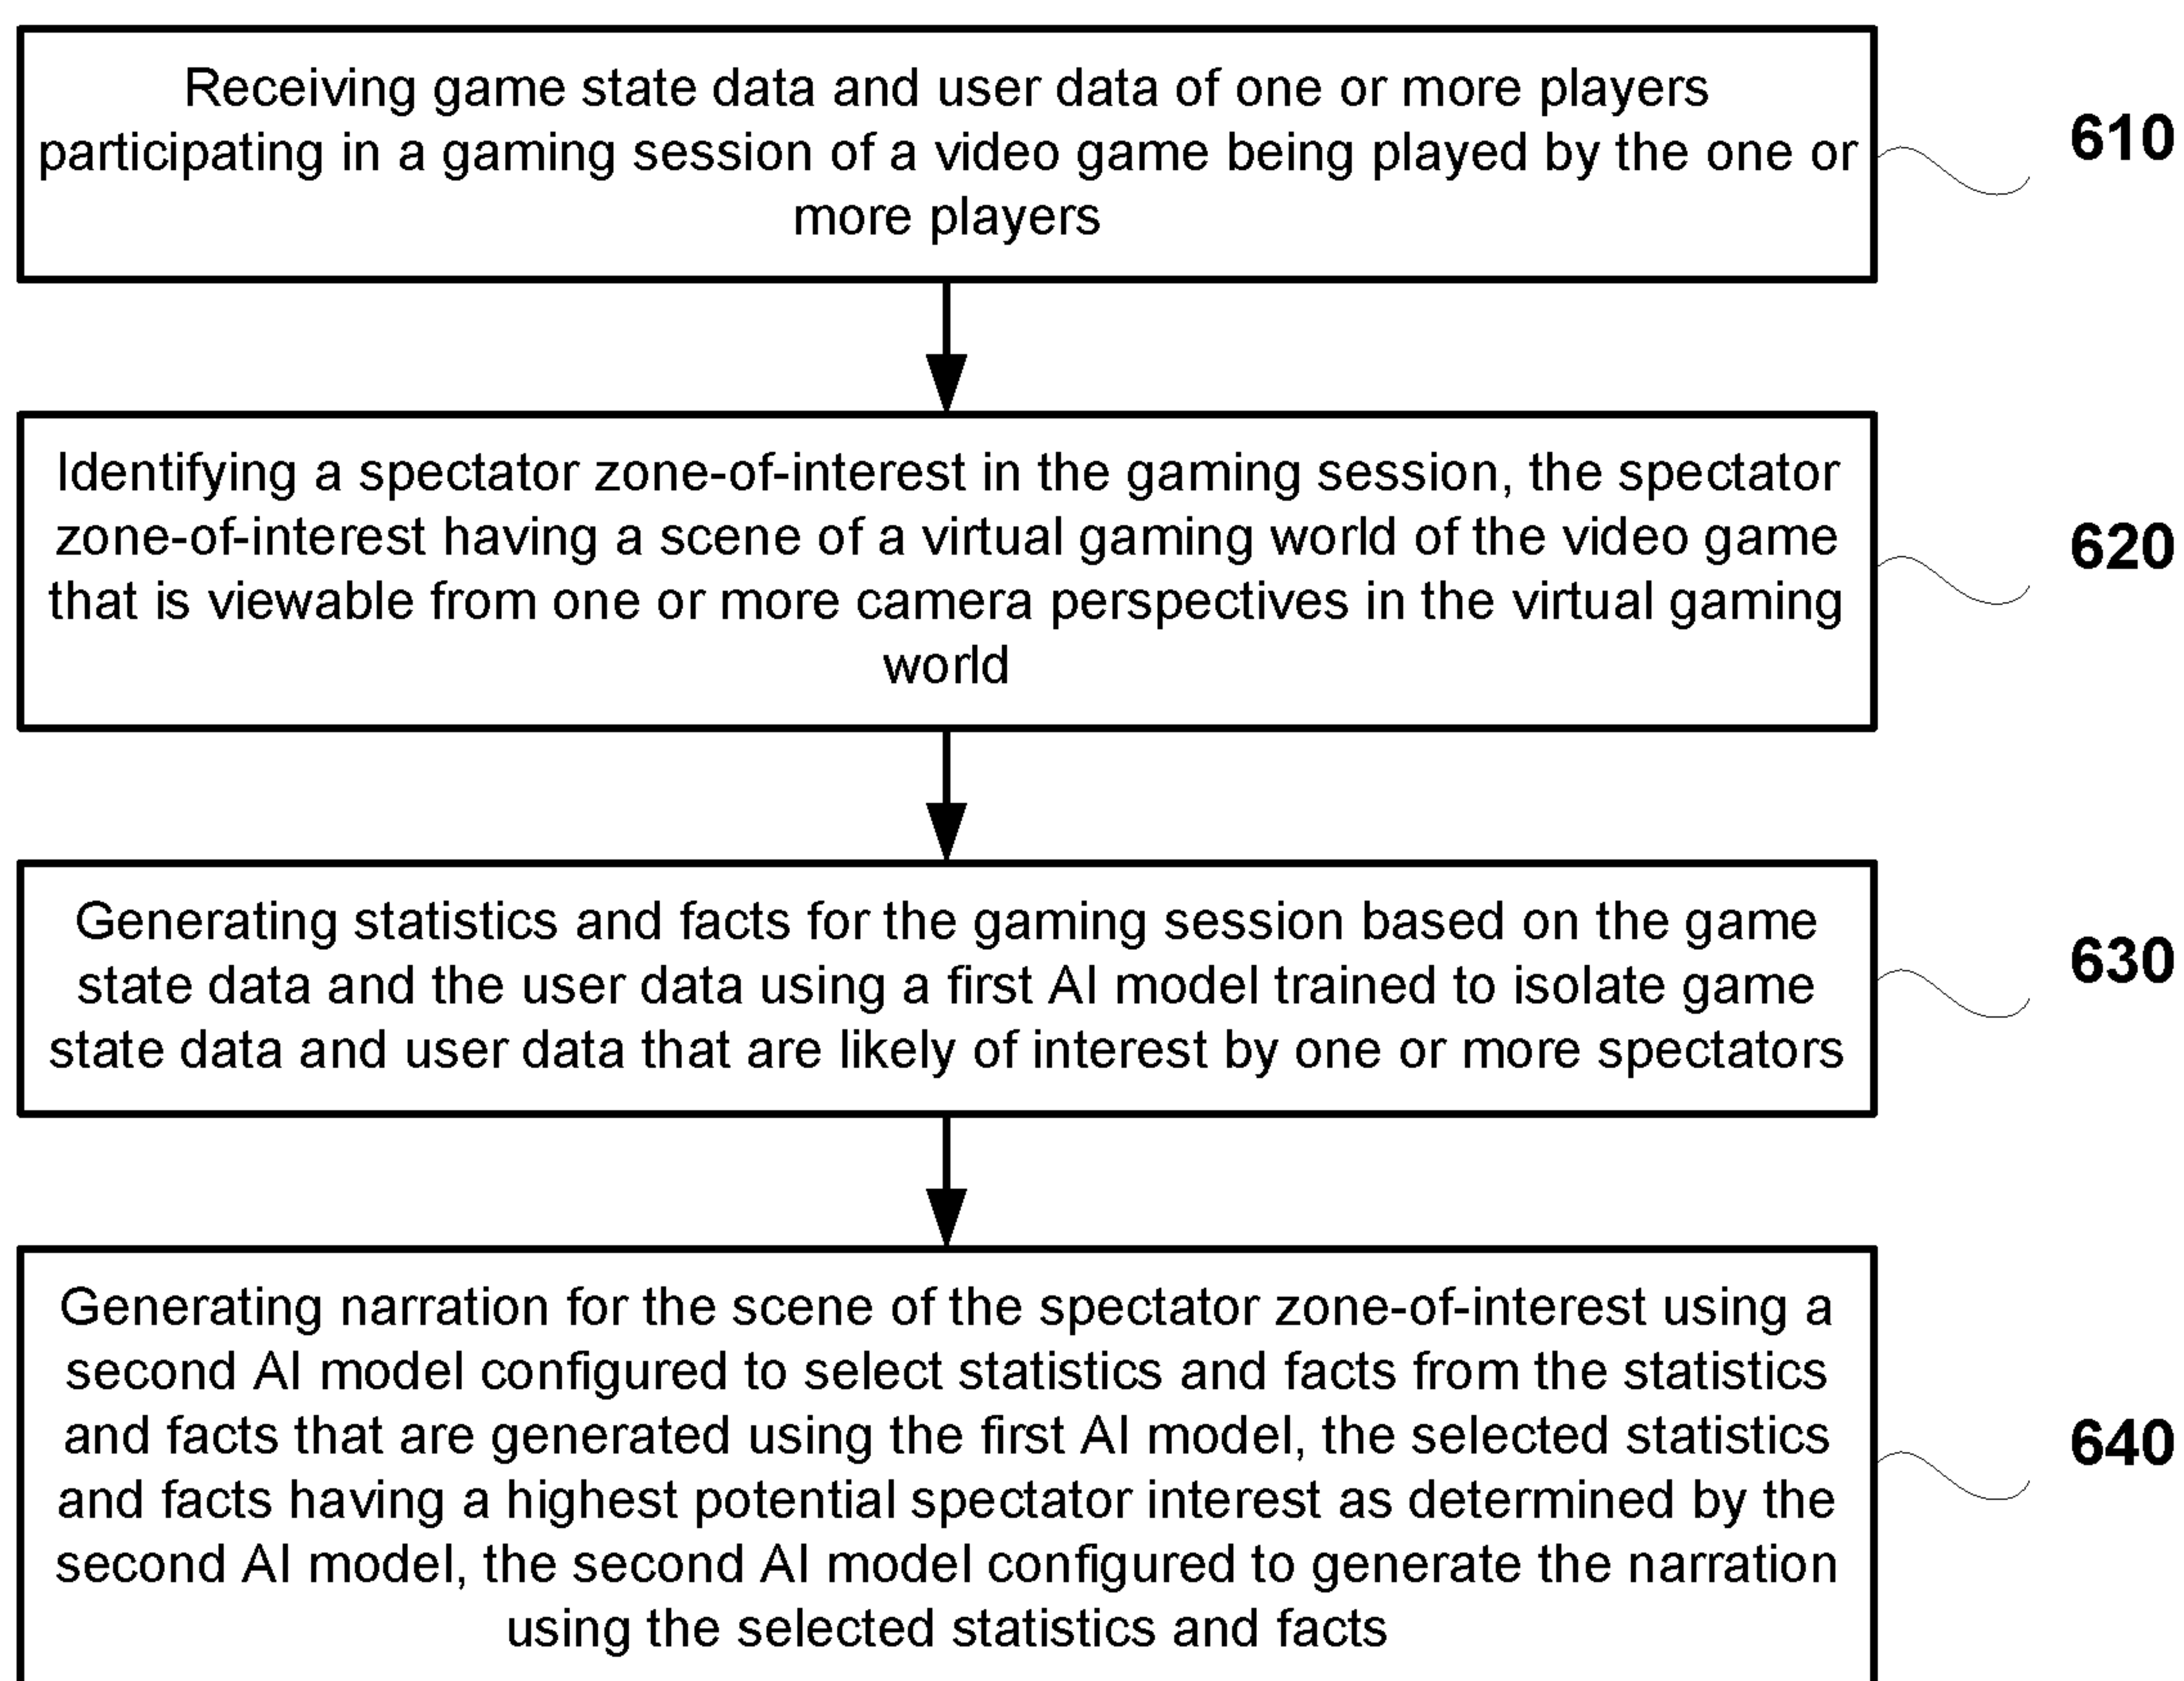 Receiving game state data and user data of one or more players
participating in a gaming session of a video game being played by the one or
more players
610
Identifying a spectator zone-of-interest in the gaming session, the spectator
zone-of-interest having a scene of a virtual gaming world of the video game
that is viewable from one or more camera perspectives in the virtual gaming
world
620
Generating statistics and facts for the gaming session based on the game
state data and the user data using a first AI model trained to isolate game
state data and user data that are likely of interest by one or more spectators
630
Generating narration for the scene of the spectator zone-of-interest using a
second AI model configured to select statistics and facts from the statistics
and facts that are generated using the first AI model, the selected statistics
and facts having a highest potential spectator interest as determined by the
second AI model, the second AI model configured to generate the narration
using the selected statistics and facts
640